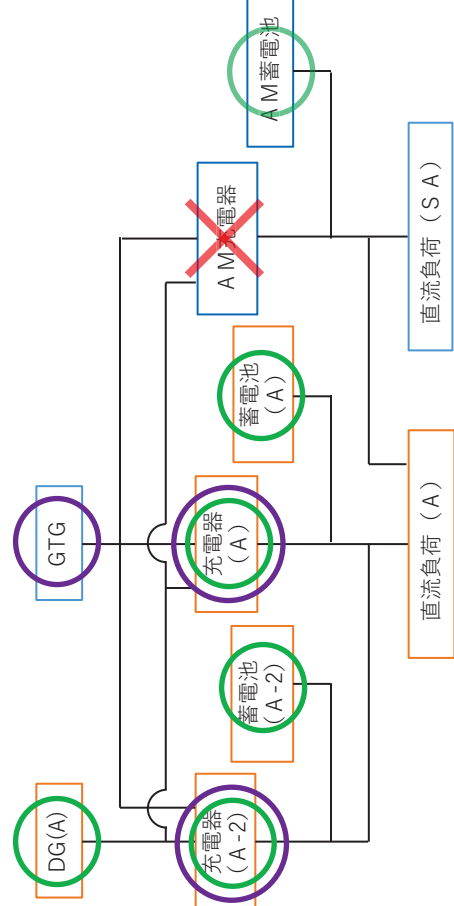 DG(A)
GTG
充電器
(A-2)
充電器
(A)
AM充電器
蓄電池
(A-2)
蓄電池
(A)
AM蓄電池
直流負荷(A)
直流負荷(SA)